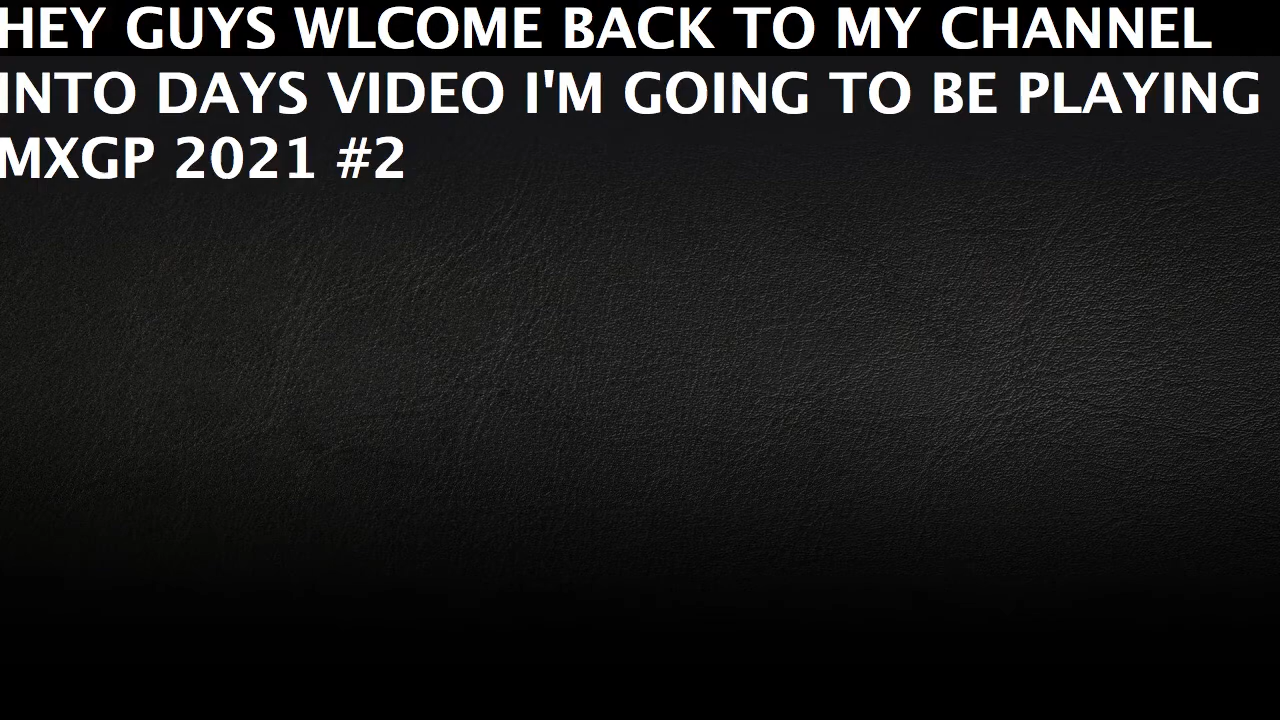 HEY GUYS WLCOME BACK TO MY CHANNEL
INTO DAYS VIDEO I'M GOING TO BE PLAYING
MXGP 2021 #2